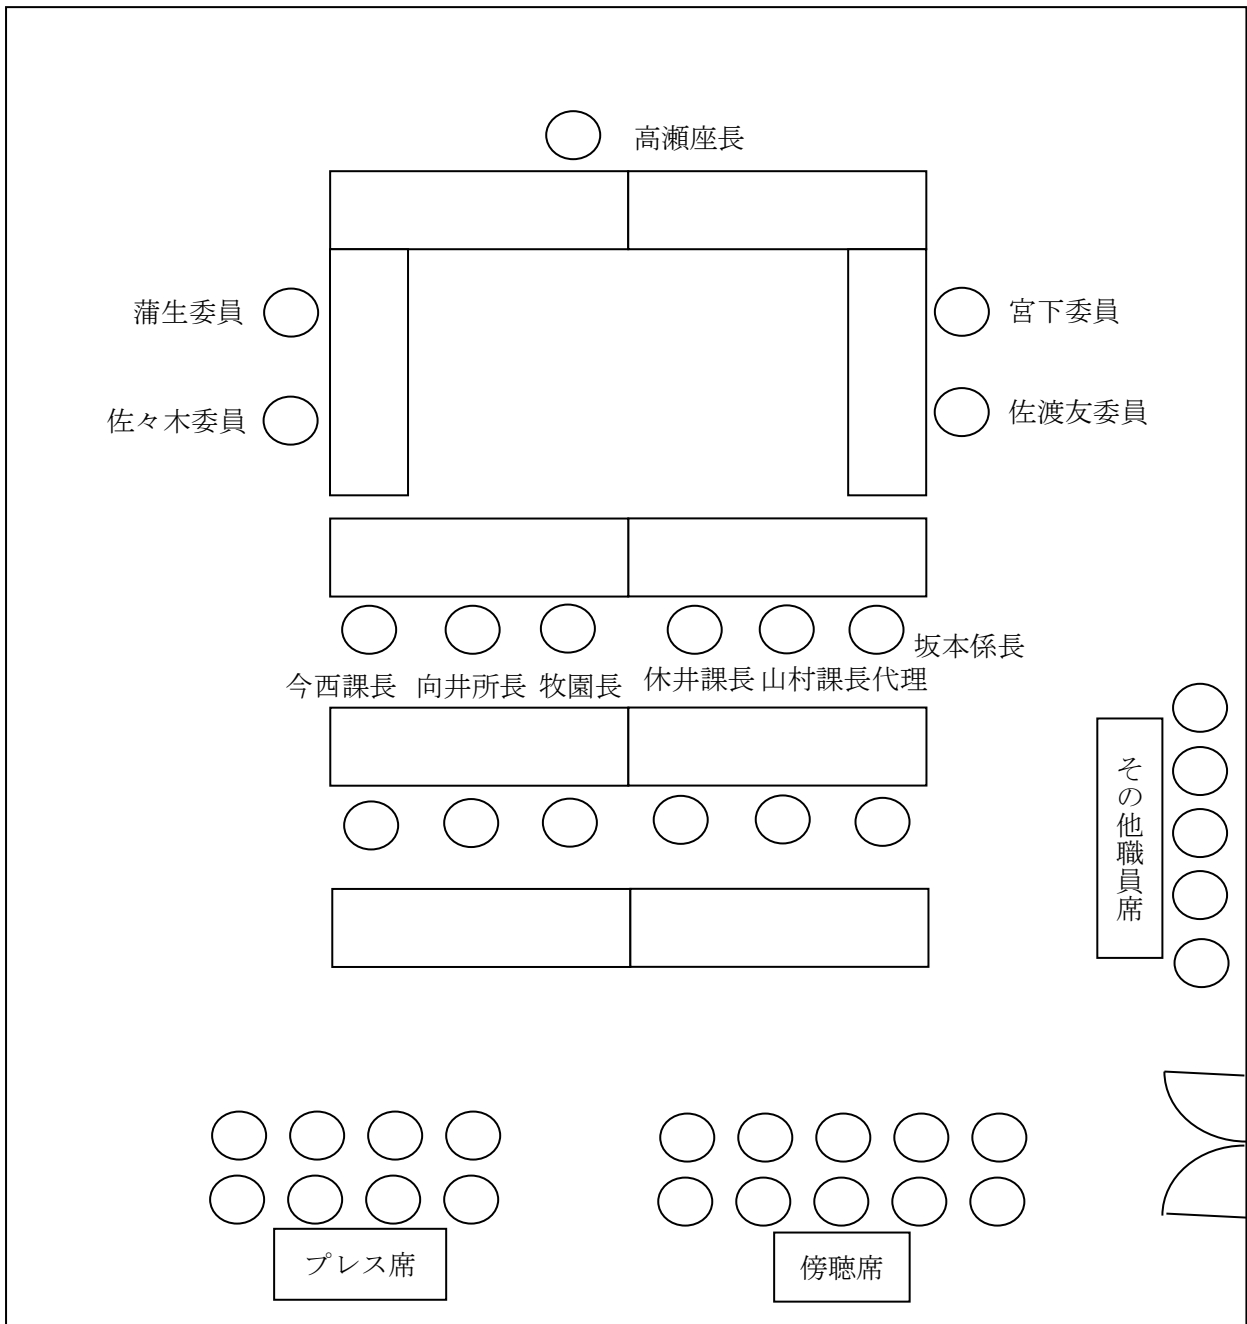 高瀬座長
蒲生委員
宮下委員
佐々木委員
佐渡友委員
今西課長
向井所長
牧園長
休井課長
山村課長代理
坂本係長
その他職員席
プレス席
傍聴席